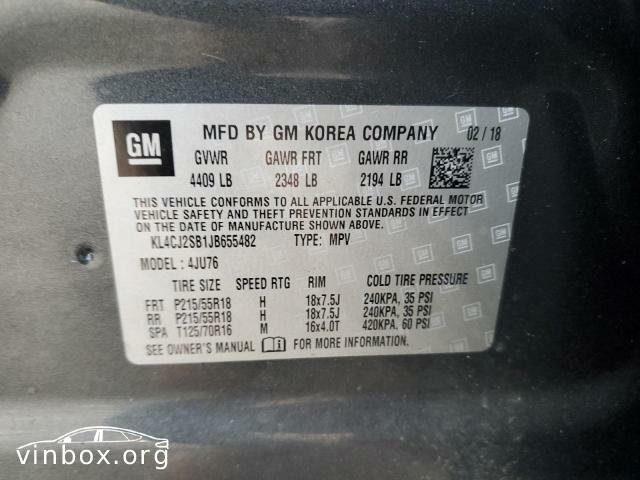 GM MFD BY GM KOREA COMPANY 02 / 18
GVWR GAWR FRT GAWR RR
4409 LB 2348 LB 2194 LB
THIS VEHICLE CONFORMS TO ALL APPLICABLE U.S. FEDERAL MOTOR
VEHICLE SAFETY AND THEFT PREVENTION STANDARDS IN EFFECT
ON THE DATE OF MANUFACTURE SHOWN ABOVE.
KL4CJ2SB1JB655482 TYPE: MPV
MODEL : 4JU76
TIRE SIZE SPEED RTG RIM COLD TIRE PRESSURE
FRT P215/55R18 H 18x7.5J 240KPA, 35 PSI
RR P215/55R18 H 18x7.5J 240KPA, 35 PSI
SPA T125/70R16 M 16x4.0T 420KPA, 60 PSI
SEE OWNER'S MANUAL FOR MORE INFORMATION.
vinbox.org